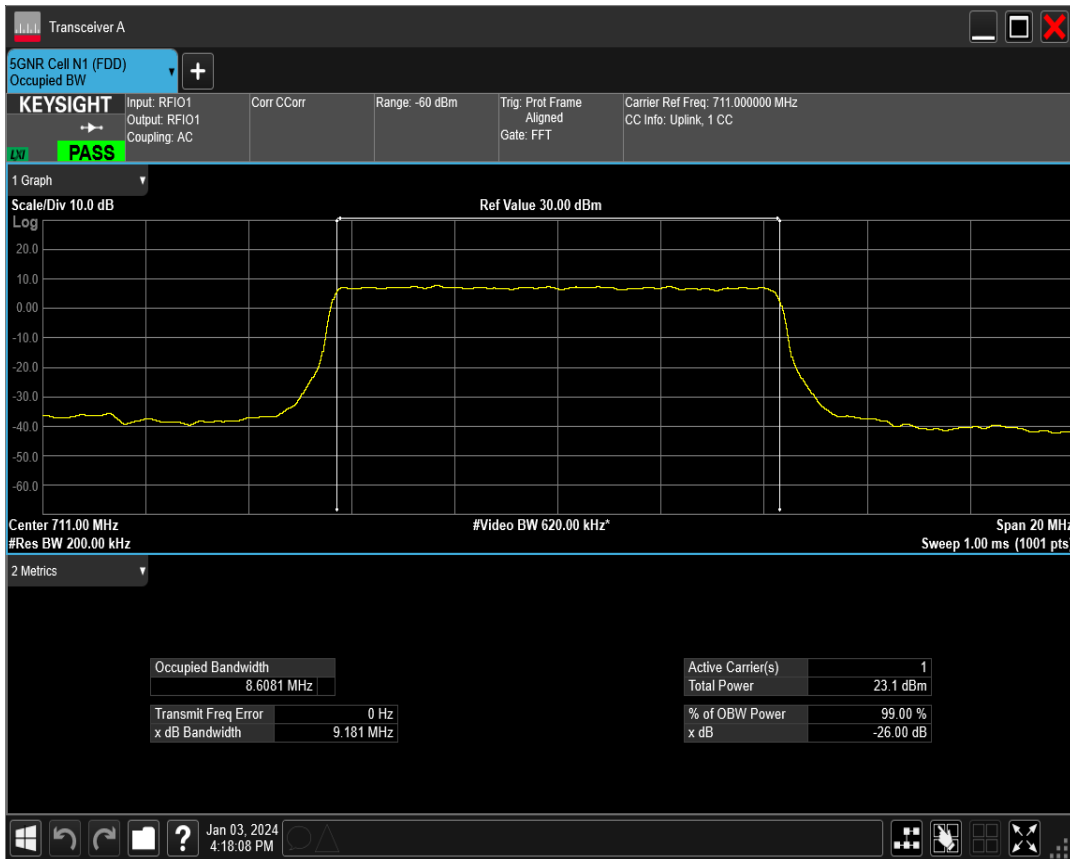 Transceiver A
5GNR Cell N1 (FDD)
Occupied BW
KEYSIGHT
LXI
PASS
Input: RFIO1
Output: RFIO1
Coupling: AC
Corr CCorr
Range: -60 dBm
Trig: Prot Frame
Aligned
Gate: FFT
Carrier Ref Freq: 711.000000 MHz
CC Info: Uplink, 1 CC
1 Graph
Scale/Div 10.0 dB
Ref Value 30.00 dBm
Log
20.0
10.0
0.00
-10.0
-20.0
-30.0
-40.0
-50.0
-60.0
Center 711.00 MHz
#Video BW 620.00 kHz*
Span 20 MHz
#Res BW 200.00 kHz
Sweep 1.00 ms (1001 pts)
2 Metrics
Occupied Bandwidth
8.6081 MHz
Transmit Freq Error 0 Hz
x dB Bandwidth 9.181 MHz
Active Carrier(s) 1
Total Power 23.1 dBm
% of OBW Power 99.00 %
x dB -26.00 dB
?
Jan 03, 2024
4:18:08 PM